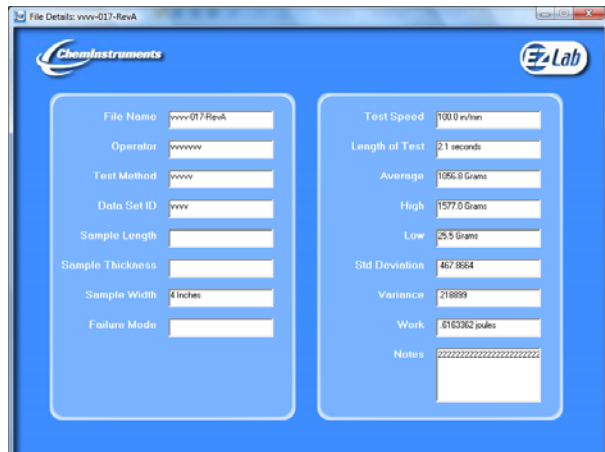 File Details: vvvv-017-RevA
ChemInstruments
EZ Lab
File Name vvvv-017-RevA
Operator vvvvvvv
Test Method vvvvv
Data Set ID vvvv
Sample Length
Sample Thickness
Sample Width 4 Inches
Failure Mode
Test Speed 100.0 in/min
Length of Test 2.1 seconds
Average 1056.8 Grams
High 1577.0 Grams
Low 25.5 Grams
Std Deviation 467.8664
Variance 218899
Work .6163362 joules
Notes